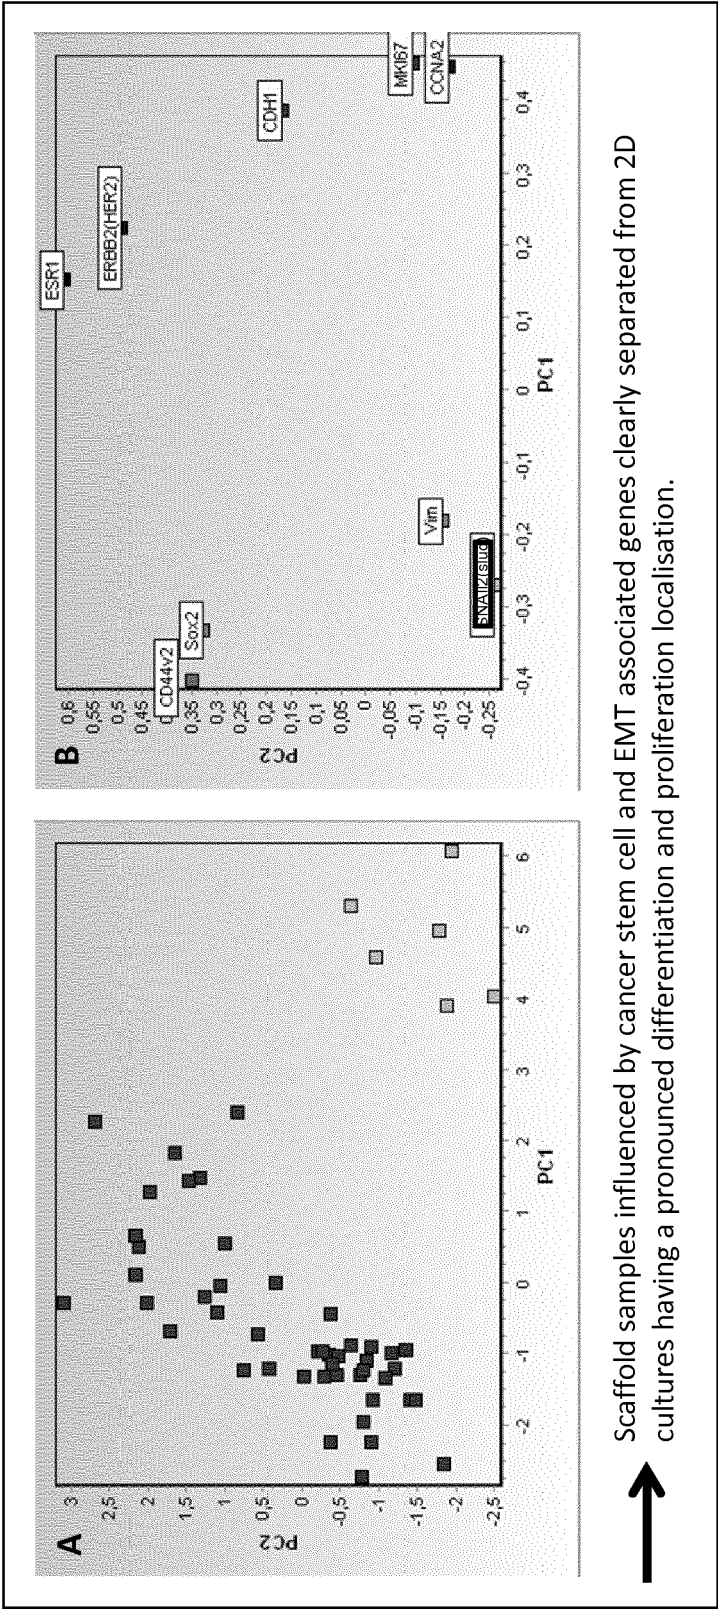 A
3
2,5
2
1,5
1
0,5
0
-0,5
-1
-1,5
-2
-2,5
PC2
-2 -1 0 1 2 3 4 5 6
PC1
B
0,6
0,55
0,5
0,45
0,35
0,3
0,25
0,2
0,15
0,1
0,05
0
-0,05
-0,1
-0,15
-0,2
-0,25
PC2
ESR1
ERBB2(HER2)
CD44v2
Sox2
CDH1
MKI67
CCNA2
Vim
SNAII2(slug)
-0,4 -0,3 -0,2 -0,1 0 0,1 0,2 0,3 0,4
PC1
Scaffold samples influenced by cancer stem cell and EMT associated genes clearly separated from 2D
cultures having a pronounced differentiation and proliferation localisation.